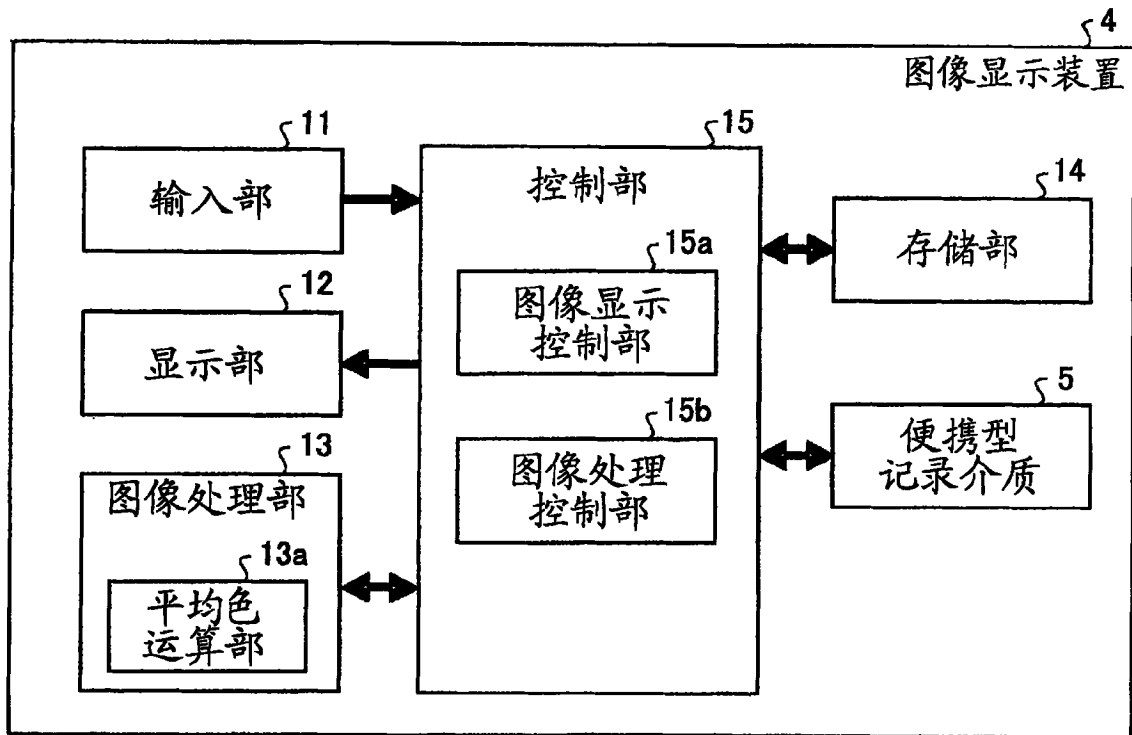 4
图像显示装置
11
输入部
12
显示部
13
图像处理部
13a
平均色
运算部
15
控制部
15a
图像显示
控制部
15b
图像处理
控制部
14
存储部
5
便携型
记录介质